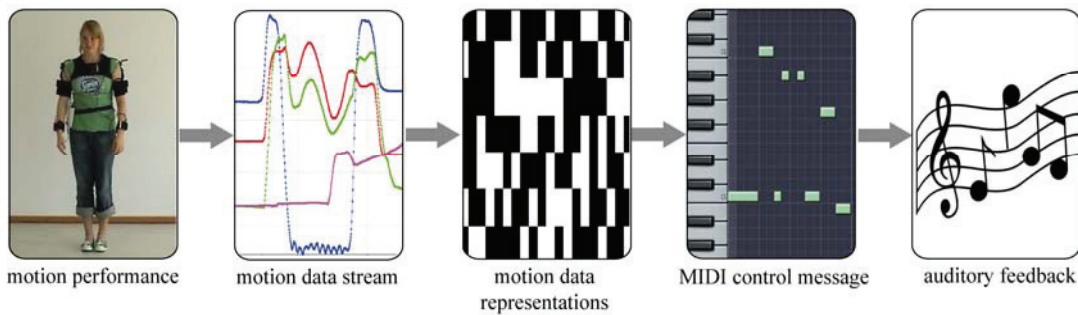 motion performance
motion data stream
motion data
representations
MIDI control message
auditory feedback